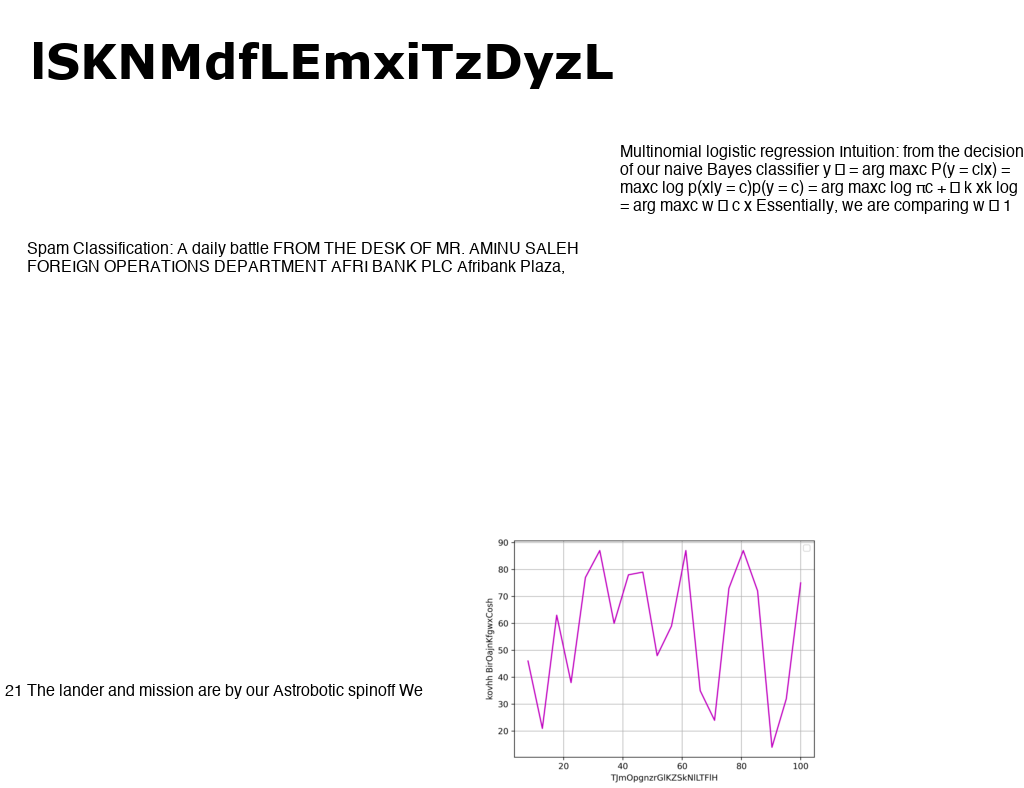 lSKNMdfLEmxiTzDyzL
Multinomial logistic regression Intuition: from the decision
of our naive Bayes classifier y □ = arg maxc P(y = c|x) =
maxc log p(x|y = c)p(y = c) = arg maxc log πc + □ k xk log
= arg maxc w □ c x Essentially, we are comparing w □ 1
Spam Classification: A daily battle FROM THE DESK OF MR. AMINU SALEH
FOREIGN OPERATIONS DEPARTMENT AFRI BANK PLC Afribank Plaza,
21 The lander and mission are by our Astrobotic spinoff We
90
80
70
60
50
40
30
20
kovhh BirOajnKfgwxCosh
20 40 60 80 100
TJmOpgnzrGlKZSkNlLTFlH